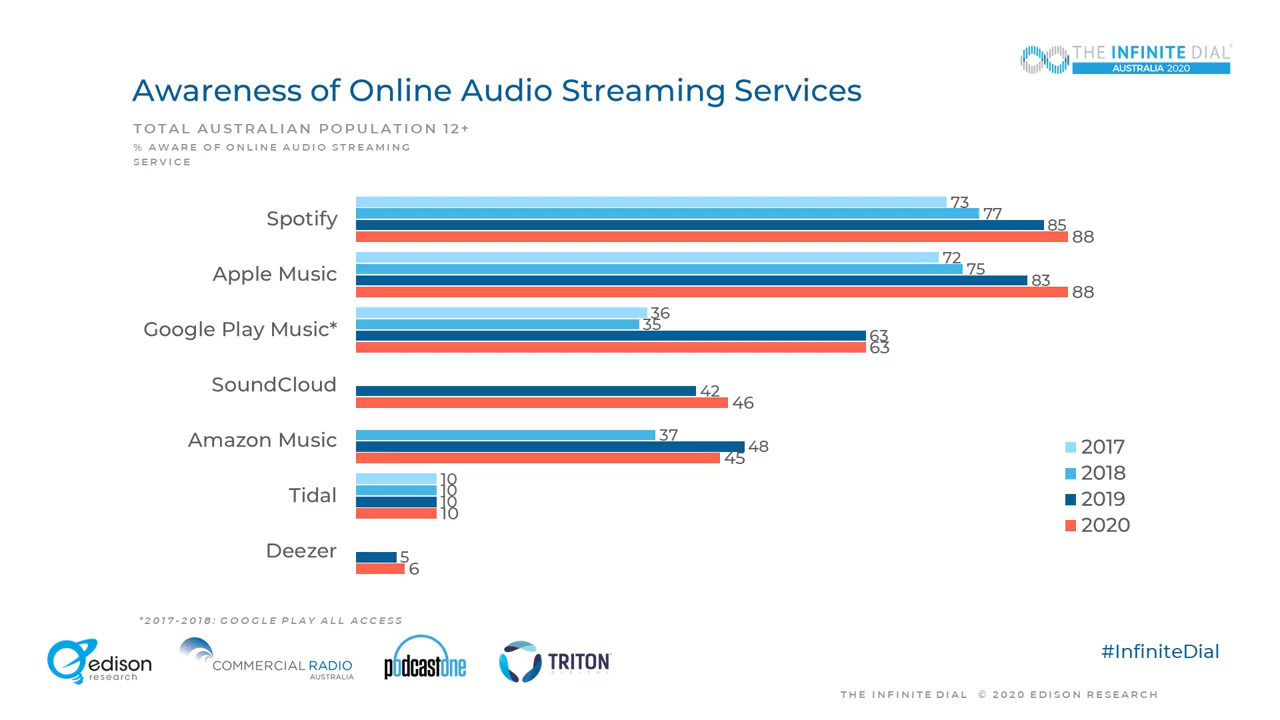 THE INFINITE DIAL
AUSTRALIA 2020
Awareness of Online Audio Streaming Services
TOTAL AUSTRALIAN POPULATION 12+
% AWARE OF ONLINE AUDIO STREAMING
SERVICE
Spotify
73
77
85
88
Apple Music
72
75
83
88
Google Play Music*
36
35
63
63
SoundCloud
42
46
Amazon Music
37
48
45
Tidal
10
10
10
10
Deezer
5
6
2017
2018
2019
2020
*2017-2018: GOOGLE PLAY ALL ACCESS
edison
research
COMMERCIAL RADIO
AUSTRALIA
podcastone
TRITON
DIGITAL
#InfiniteDial
THE INFINITE DIAL © 2020 EDISON RESEARCH